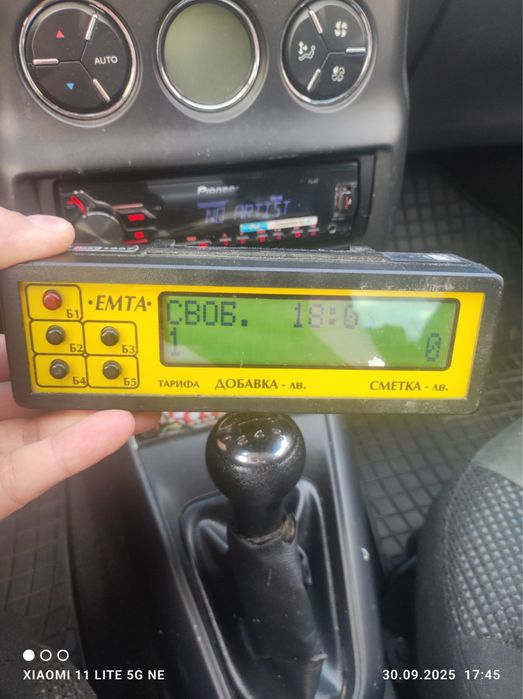 AUTO
Pioneer
NO ARTIST
•EMTA•
Б1
Б2
Б3
Б4
Б5
СВОБ. 18:0
1 0
ТАРИФА ДОБАВКА - лв. СМЕТКА - лв.
XIAOMI 11 LITE 5G NE 30.09.2025 17:45